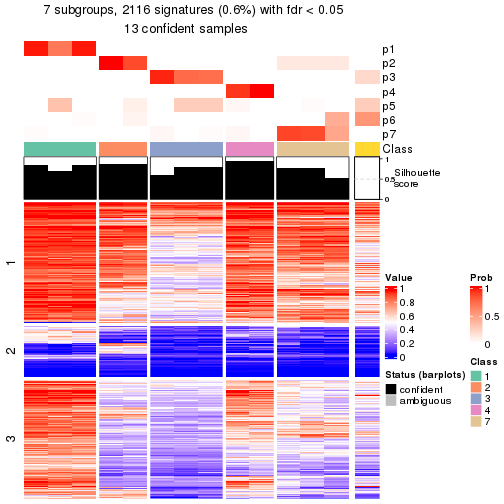 7 subgroups, 2116 signatures (0.6%) with fdr < 0.05
13 confident samples
p1
p2
p3
p4
p5
p6
p7
Class
1
0.5
0
Silhouette
score
1
2
3
Value
1
0.8
0.6
0.4
0.2
0
Prob
1
0.5
0
Status (barplots)
confident
ambiguous
Class
1
2
3
4
7